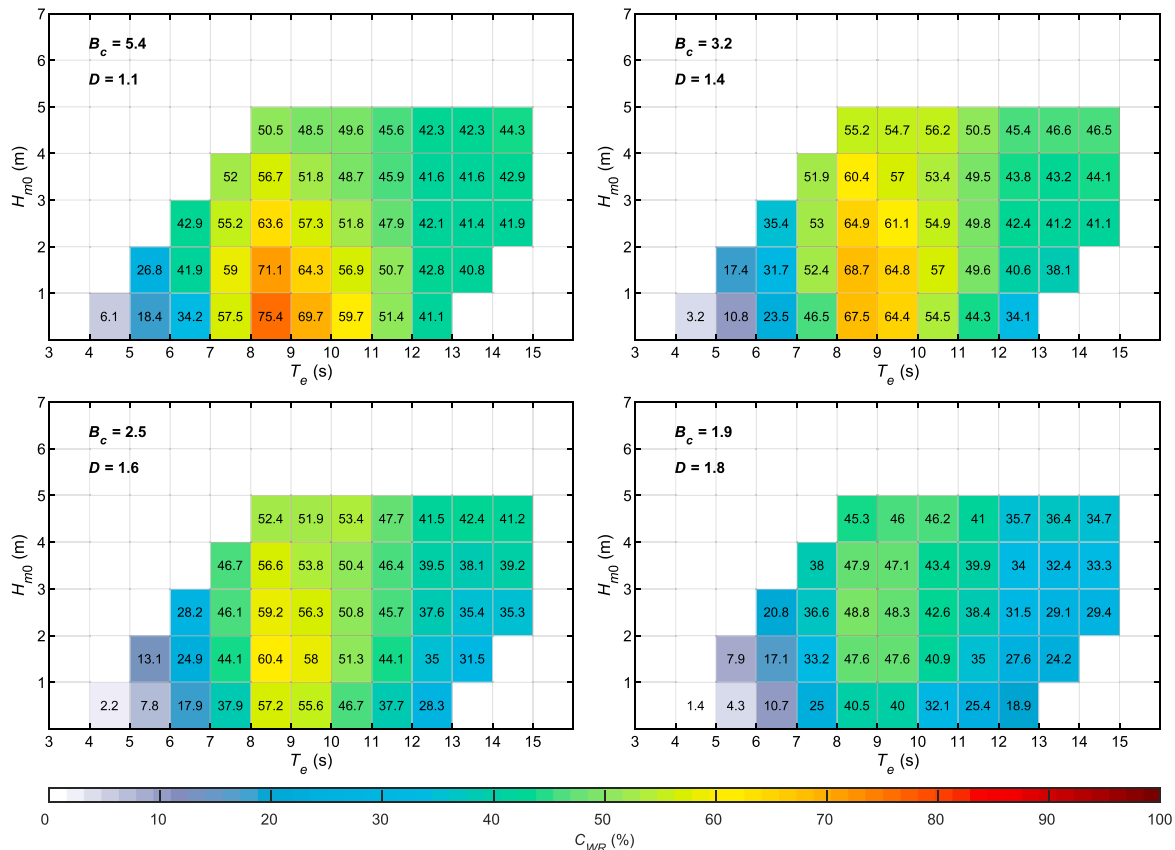 7
6
5
4
3
2
1
H_m0 (m)
B_c = 5.4
D = 1.1
50.5 48.5 49.6 45.6 42.3 42.3 44.3
52 56.7 51.8 48.7 45.9 41.6 41.6 42.9
42.9 55.2 63.6 57.3 51.8 47.9 42.1 41.4 41.9
26.8 41.9 59 71.1 64.3 56.9 50.7 42.8 40.8
6.1 18.4 34.2 57.5 75.4 69.7 59.7 51.4 41.1
3 4 5 6 7 8 9 10 11 12 13 14 15
T_e (s)
7
6
5
4
3
2
1
H_m0 (m)
B_c = 3.2
D = 1.4
55.2 54.7 56.2 50.5 45.4 46.6 46.5
51.9 60.4 57 53.4 49.5 43.8 43.2 44.1
35.4 53 64.9 61.1 54.9 49.8 42.4 41.2 41.1
17.4 31.7 52.4 68.7 64.8 57 49.6 40.6 38.1
3.2 10.8 23.5 46.5 67.5 64.4 54.5 44.3 34.1
3 4 5 6 7 8 9 10 11 12 13 14 15
T_e (s)
7
6
5
4
3
2
1
H_m0 (m)
B_c = 2.5
D = 1.6
52.4 51.9 53.4 47.7 41.5 42.4 41.2
46.7 56.6 53.8 50.4 46.4 39.5 38.1 39.2
28.2 46.1 59.2 56.3 50.8 45.7 37.6 35.4 35.3
13.1 24.9 44.1 60.4 58 51.3 44.1 35 31.5
2.2 7.8 17.9 37.9 57.2 55.6 46.7 37.7 28.3
3 4 5 6 7 8 9 10 11 12 13 14 15
T_e (s)
7
6
5
4
3
2
1
H_m0 (m)
B_c = 1.9
D = 1.8
45.3 46 46.2 41 35.7 36.4 34.7
38 47.9 47.1 43.4 39.9 34 32.4 33.3
20.8 36.6 48.8 48.3 42.6 38.4 31.5 29.1 29.4
7.9 17.1 33.2 47.6 47.6 40.9 35 27.6 24.2
1.4 4.3 10.7 25 40.5 40 32.1 25.4 18.9
3 4 5 6 7 8 9 10 11 12 13 14 15
T_e (s)
0 10 20 30 40 50 60 70 80 90 100
C_WR (%)